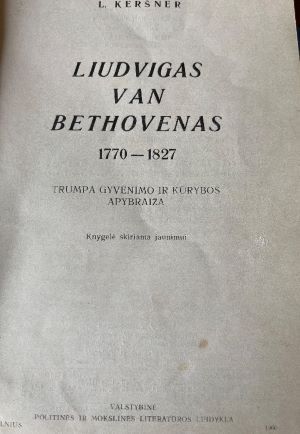 L. KERŠNER
LIUDVIGAS
VAN
BETHOVENAS
1770—1827
TRUMPA GYVENIMO IR KŪRYBOS
APYBRAIŽA
Knygelė skiriama jaunimui
VALSTYBINĖ
POLITINĖS IR MOKSLINĖS LITERATŪROS LEIDYKLA
LNIUS